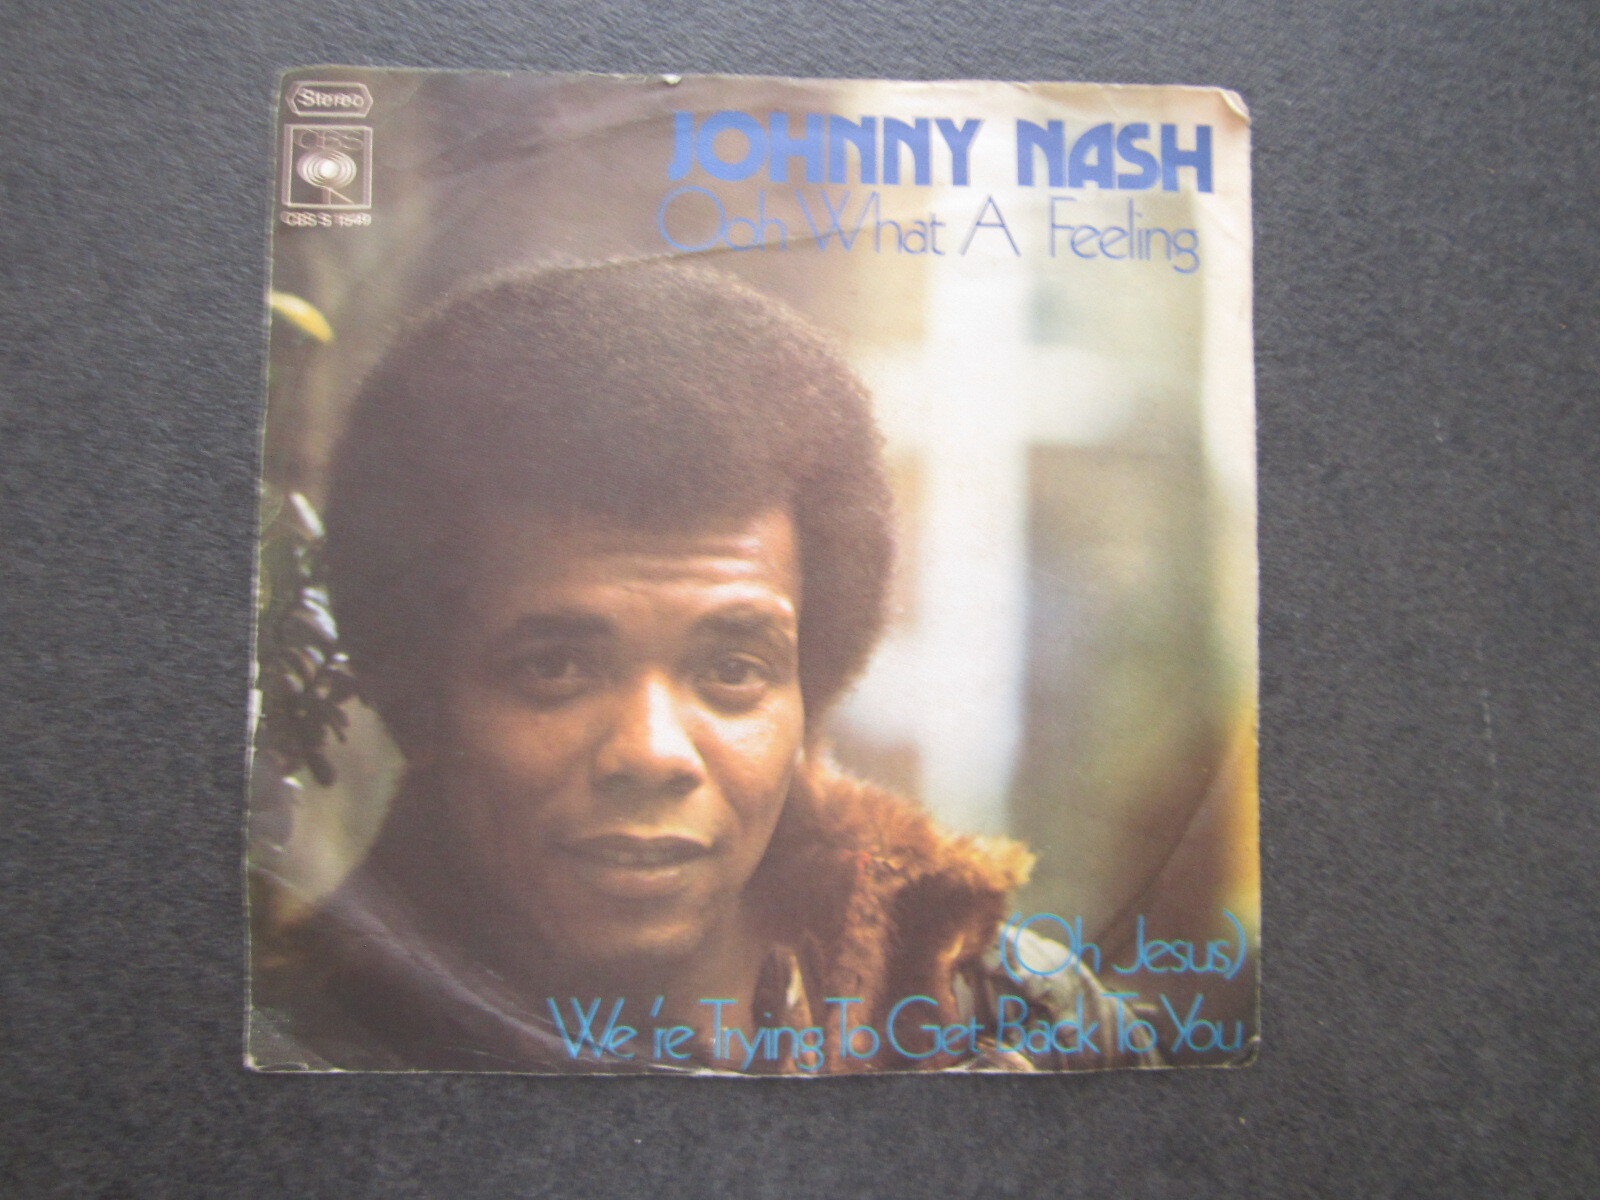 Stereo
CBS
CBS S 1549
JOHNNY NASH
Ooh What A Feeling
(Oh Jesus)
We're Trying To Get Back To You